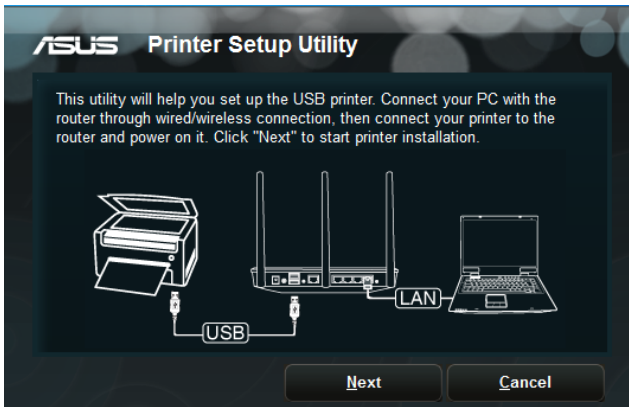 ASUS Printer Setup Utility
This utility will help you set up the USB printer. Connect your PC with the
router through wired/wireless connection, then connect your printer to the
router and power on it. Click "Next" to start printer installation.
LAN
USB
Next Cancel